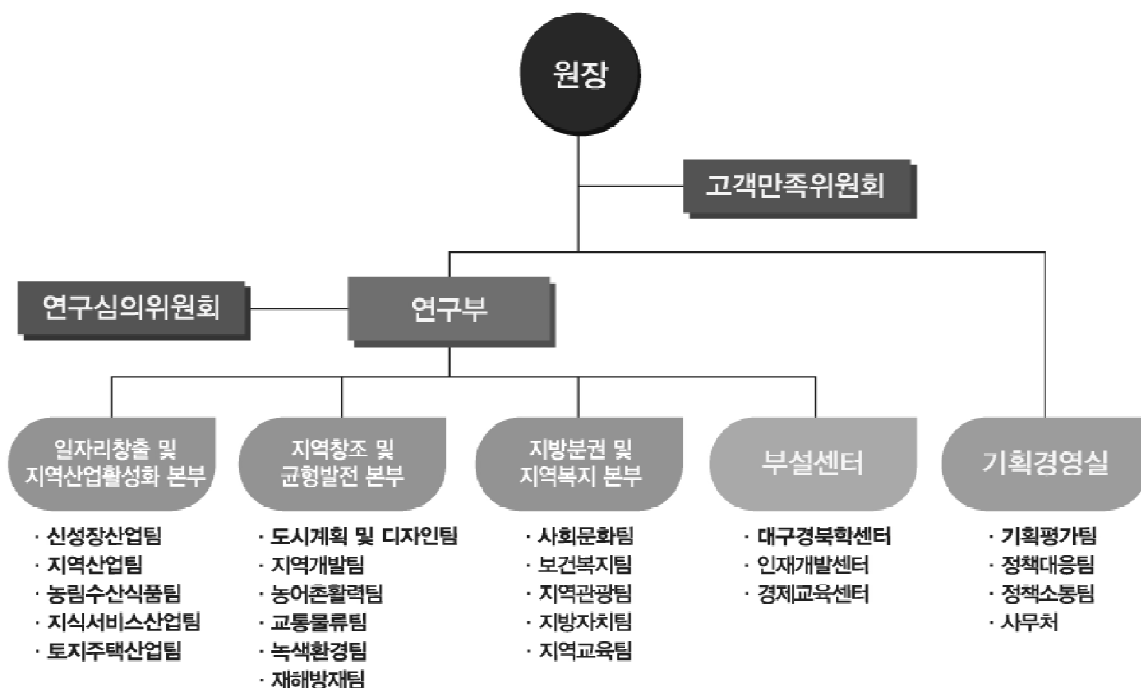 원장
고객만족위원회
연구심의위원회
연구부
일자리창출 및
지역산업활성화 본부
· 신성장산업팀
· 지역산업팀
· 농림수산식품팀
· 지식서비스산업팀
· 토지주택산업팀
지역창조 및
균형발전 본부
· 도시계획 및 디자인팀
· 지역개발팀
· 농어촌활력팀
· 교통물류팀
· 녹색환경팀
· 재해방재팀
지방분권 및
지역복지 본부
· 사회문화팀
· 보건복지팀
· 지역관광팀
· 지방자치팀
· 지역교육팀
부설센터
· 대구경북학센터
· 인재개발센터
· 경제교육센터
기획경영실
· 기획평가팀
· 정책대응팀
· 정책소통팀
· 사무처